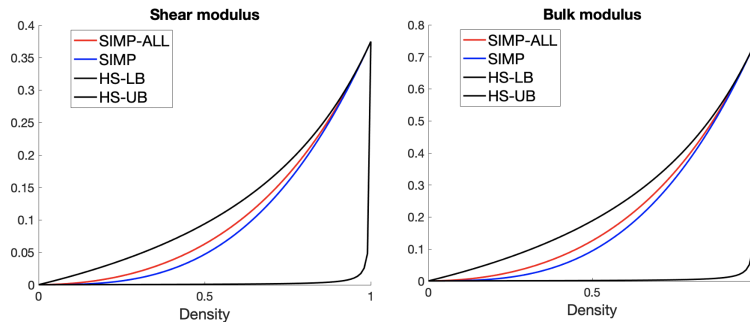 Shear modulus
0.4
0.35
0.3
0.25
0.2
0.15
0.1
0.05
0
SIMP-ALL
SIMP
HS-LB
HS-UB
0 0.5 1
Density
Bulk modulus
0.8
0.7
0.6
0.5
0.4
0.3
0.2
0.1
0
SIMP-ALL
SIMP
HS-LB
HS-UB
0 0.5
Density